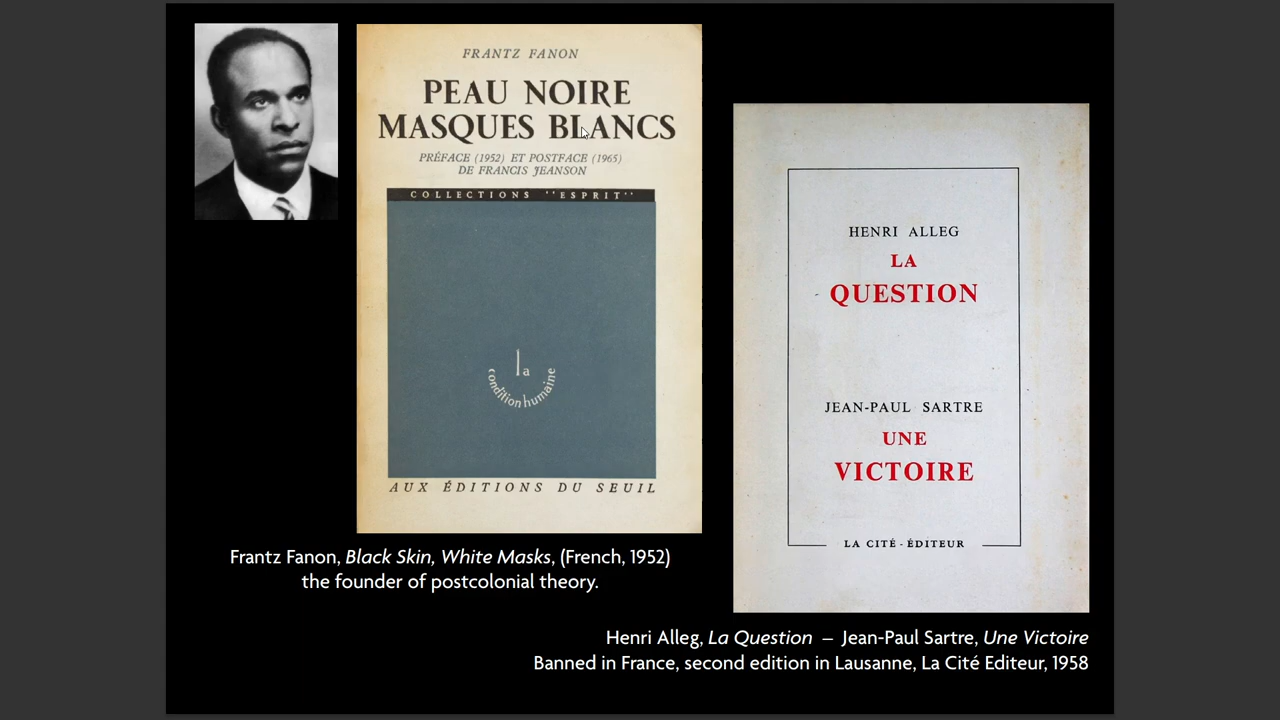 FRANTZ FANON
PEAU NOIRE
MASQUES BLANCS
PRÉFACE (1952) ET POSTFACE (1965)
DE FRANCIS JEANSON
COLLECTIONS "ESPRIT"
la
condition humaine
AUX ÉDITIONS DU SEUIL
Frantz Fanon, Black Skin, White Masks, (French, 1952)
the founder of postcolonial theory.
HENRI ALLEG
LA
QUESTION
JEAN-PAUL SARTRE
UNE
VICTOIRE
LA CITÉ - ÉDITEUR
Henri Alleg, La Question – Jean-Paul Sartre, Une Victoire
Banned in France, second edition in Lausanne, La Cité Editeur, 1958